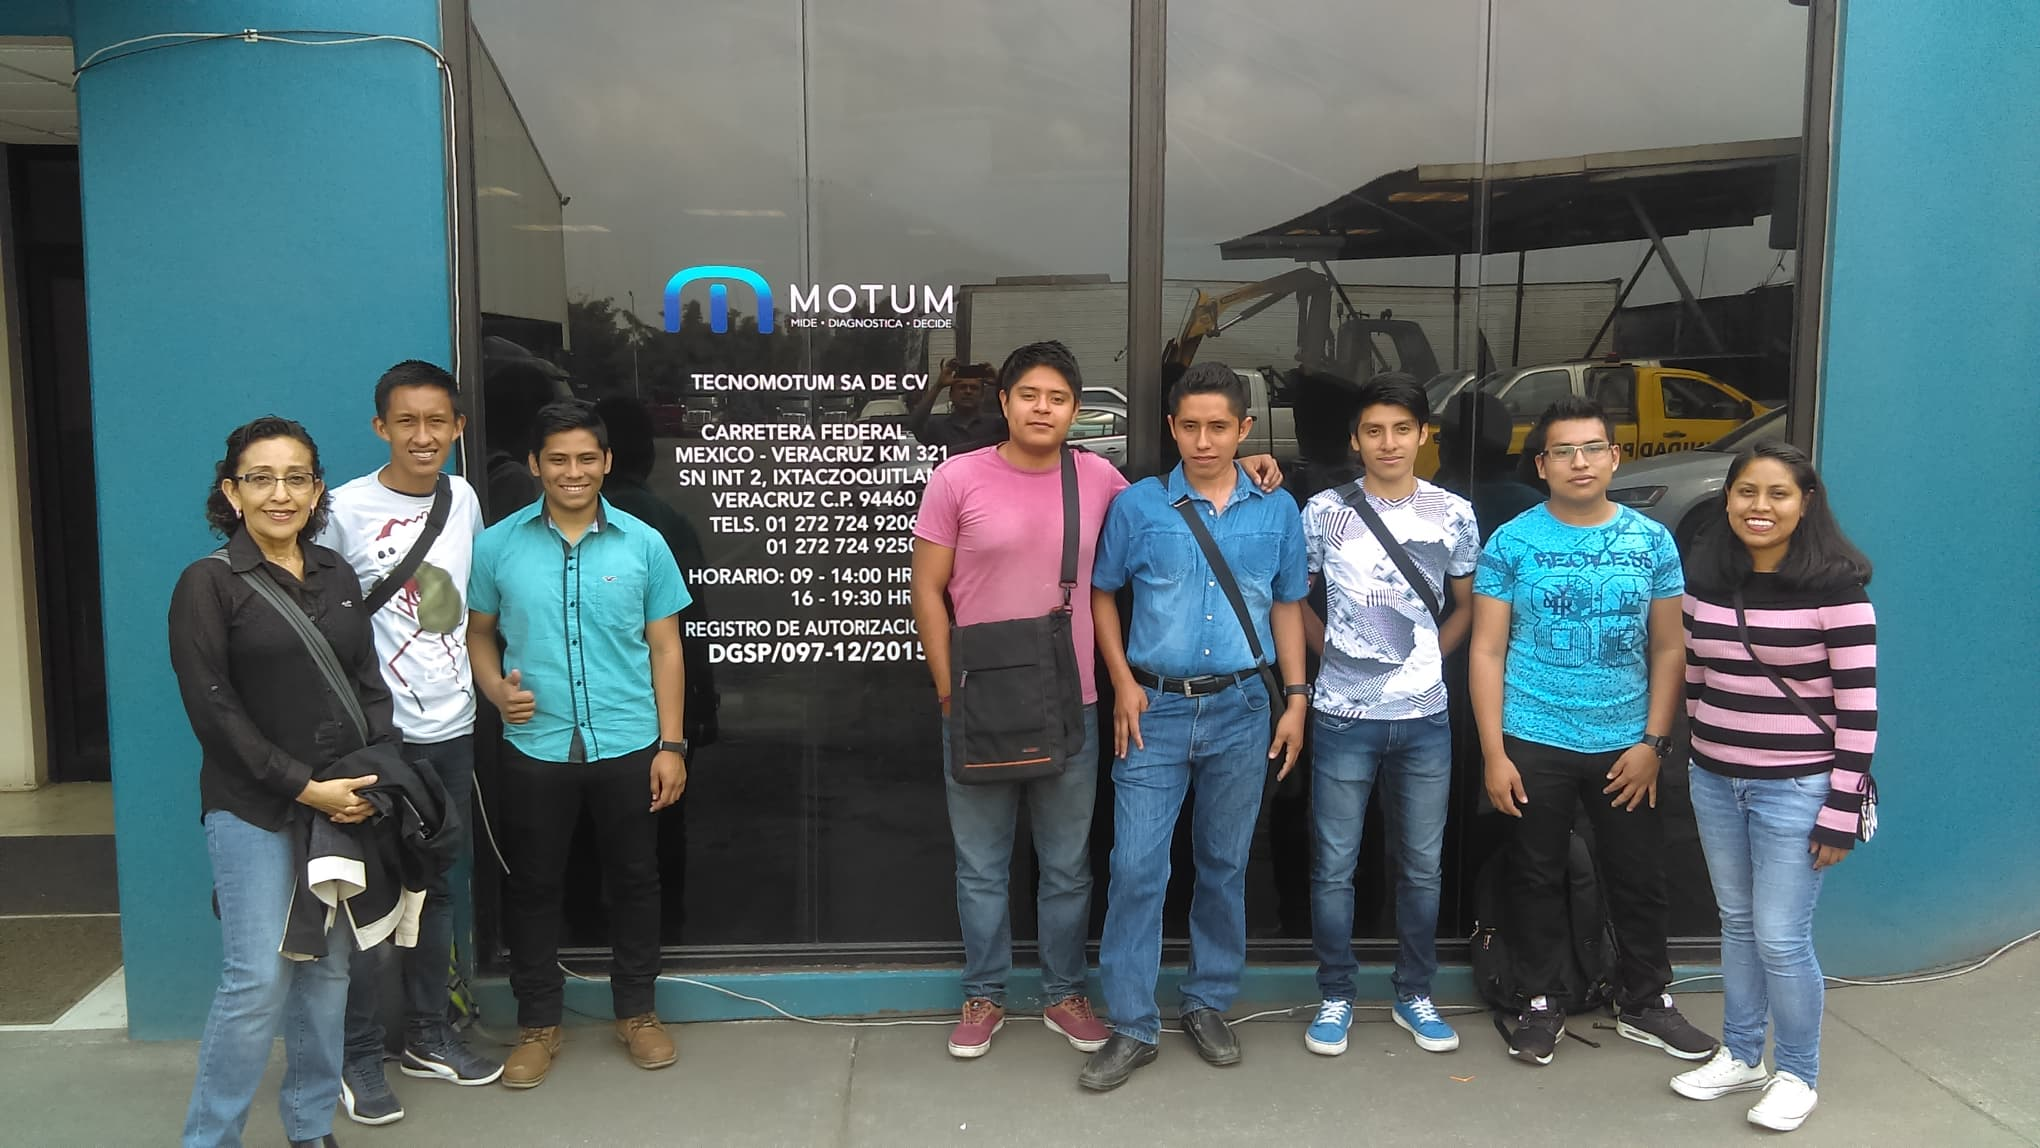 MOTUM
MIDE • DIAGNOSTICA • DECIDE
TECNOMOTUM SA DE CV
CARRETERA FEDERAL
MEXICO - VERACRUZ KM 321
SN INT 2, IXTACZOQUITLAN
VERACRUZ C.P. 94460
TELS. 01 272 724 9206
01 272 724 9250
HORARIO: 09 - 14:00 HR
16 - 19:30 HR
REGISTRO DE AUTORIZACIO
DGSP/097-12/2015
RECKLESS